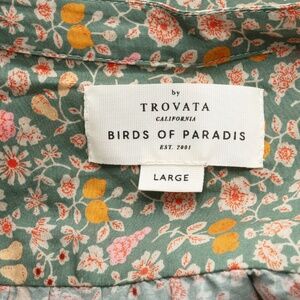 by
TROVATA
CALIFORNIA
BIRDS OF PARADIS
EST. 2001
LARGE